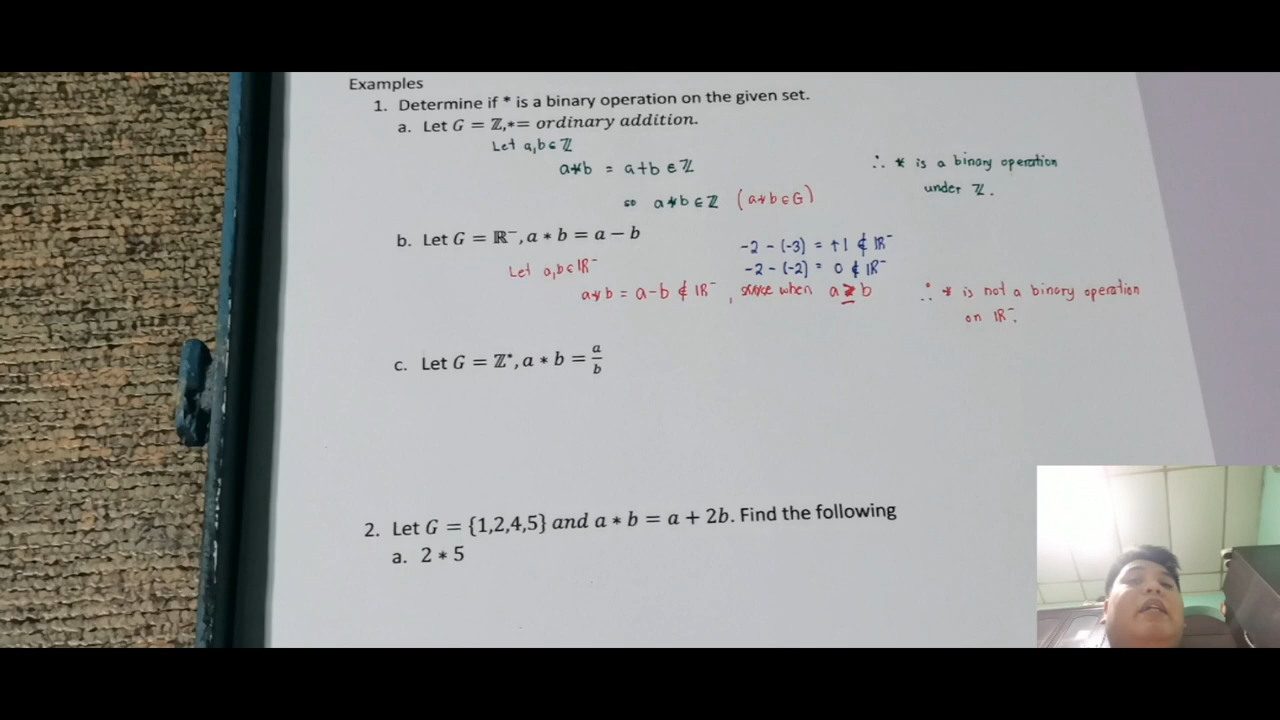 Examples
1. Determine if * is a binary operation on the given set.
a. Let G = ℤ,*= ordinary addition.
Let a,b ∈ ℤ
a*b = a+b ∈ ℤ
so a*b ∈ ℤ (a*b ∈ G)
∴ * is a binary operation
under ℤ.
b. Let G = ℝ⁻, a * b = a − b
Let a,b ∈ ℝ⁻
-2 - (-3) = +1 ∉ ℝ⁻
-2 - (-2) = 0 ∉ ℝ⁻
a*b = a-b ∉ ℝ⁻, since when a ≥ b
∴ * is not a binary operation
on ℝ⁻.
c. Let G = ℤ*, a * b = a/b
2. Let G = {1,2,4,5} and a * b = a + 2b. Find the following
a. 2 * 5